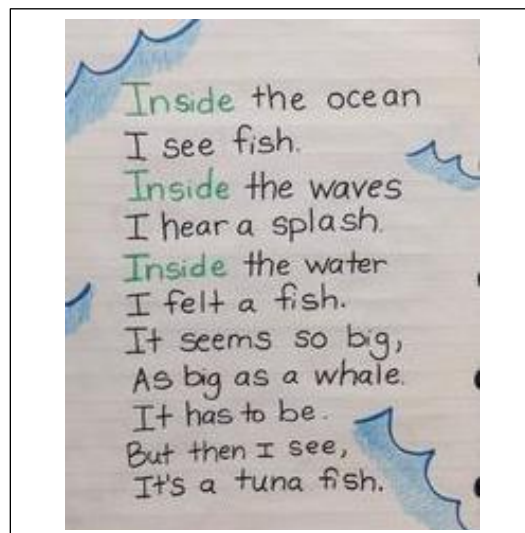 Inside the ocean
I see fish.
Inside the waves
I hear a splash.
Inside the water
I felt a fish.
It seems so big,
As big as a whale.
It has to be.
But then I see,
It's a tuna fish.